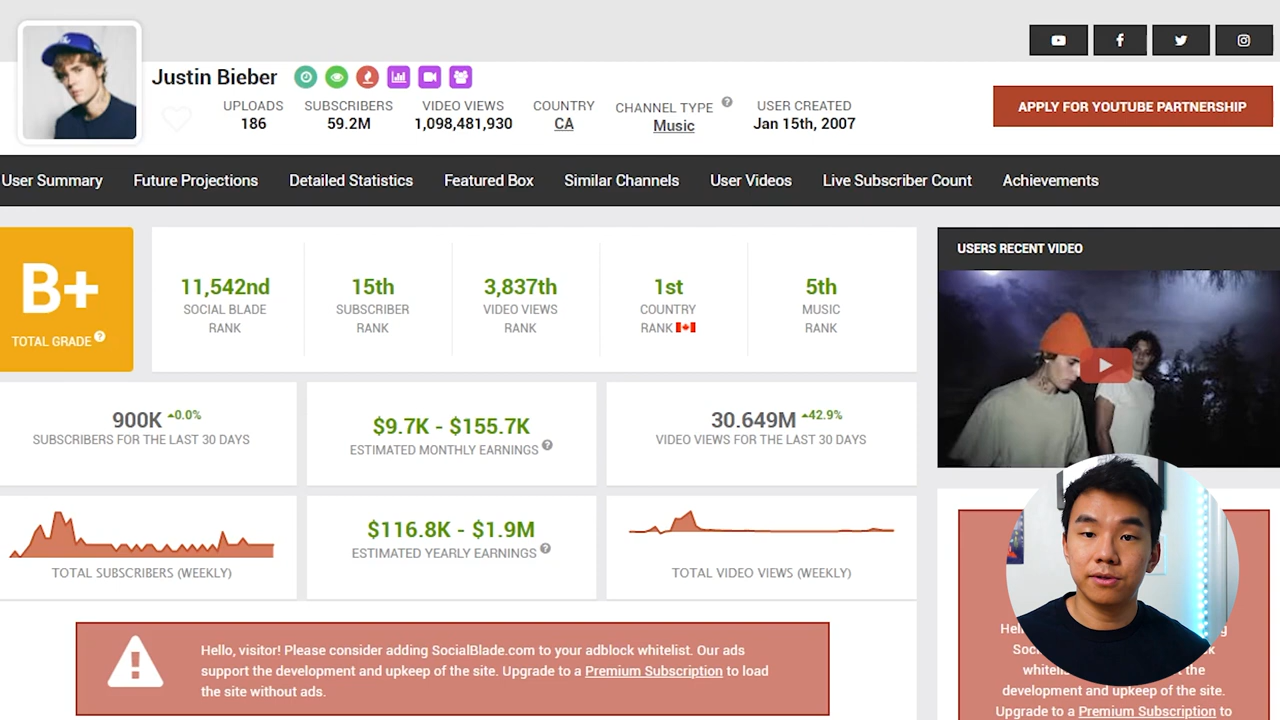 Justin Bieber
UPLOADS
186
SUBSCRIBERS
59.2M
VIDEO VIEWS
1,098,481,930
COUNTRY
CA
CHANNEL TYPE
Music
USER CREATED
Jan 15th, 2007
APPLY FOR YOUTUBE PARTNERSHIP
User Summary
Future Projections
Detailed Statistics
Featured Box
Similar Channels
User Videos
Live Subscriber Count
Achievements
B+
TOTAL GRADE
11,542nd
SOCIAL BLADE
RANK
15th
SUBSCRIBER
RANK
3,837th
VIDEO VIEWS
RANK
1st
COUNTRY
RANK
5th
MUSIC
RANK
USERS RECENT VIDEO
900K 0.0%
SUBSCRIBERS FOR THE LAST 30 DAYS
$9.7K - $155.7K
ESTIMATED MONTHLY EARNINGS
30.649M 42.9%
VIDEO VIEWS FOR THE LAST 30 DAYS
TOTAL SUBSCRIBERS (WEEKLY)
$116.8K - $1.9M
ESTIMATED YEARLY EARNINGS
TOTAL VIDEO VIEWS (WEEKLY)
Hello, visitor! Please consider adding SocialBlade.com to your adblock whitelist. Our ads
support the development and upkeep of the site. Upgrade to a Premium Subscription to load
the site without ads.
development and upkeep of the site.
Upgrade to a Premium Subscription to